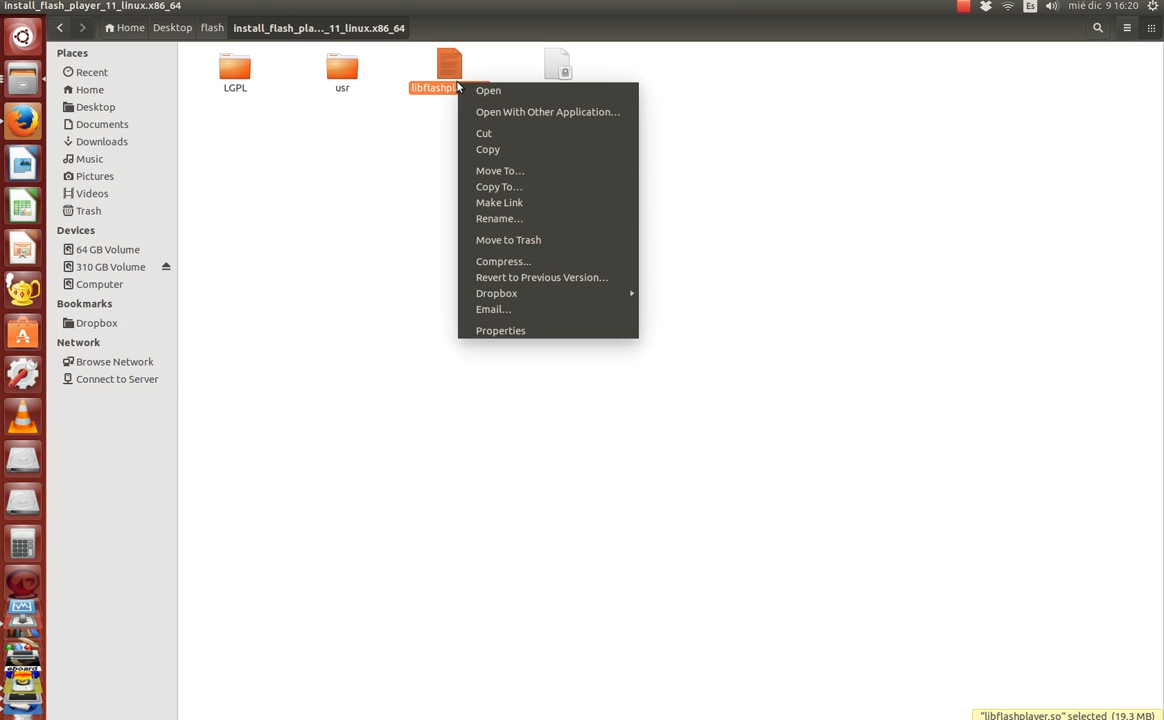 install_flash_player_11_linux.x86_64
Es
mié dic 9 16:20
Home
Desktop
flash
install_flash_pla..._11_linux.x86_64
Places
Recent
Home
Desktop
Documents
Downloads
Music
Pictures
Videos
Trash
Devices
64 GB Volume
310 GB Volume
Computer
Bookmarks
Dropbox
Network
Browse Network
Connect to Server
LGPL
usr
Open
Open With Other Application...
Cut
Copy
Move To...
Copy To...
Make Link
Rename...
Move to Trash
Compress...
Revert to Previous Version...
Dropbox
Email...
Properties
eboard
"libflashplayer.so" selected (19,3 MB)